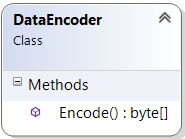 DataEncoder
Class
Methods
Encode() : byte[]